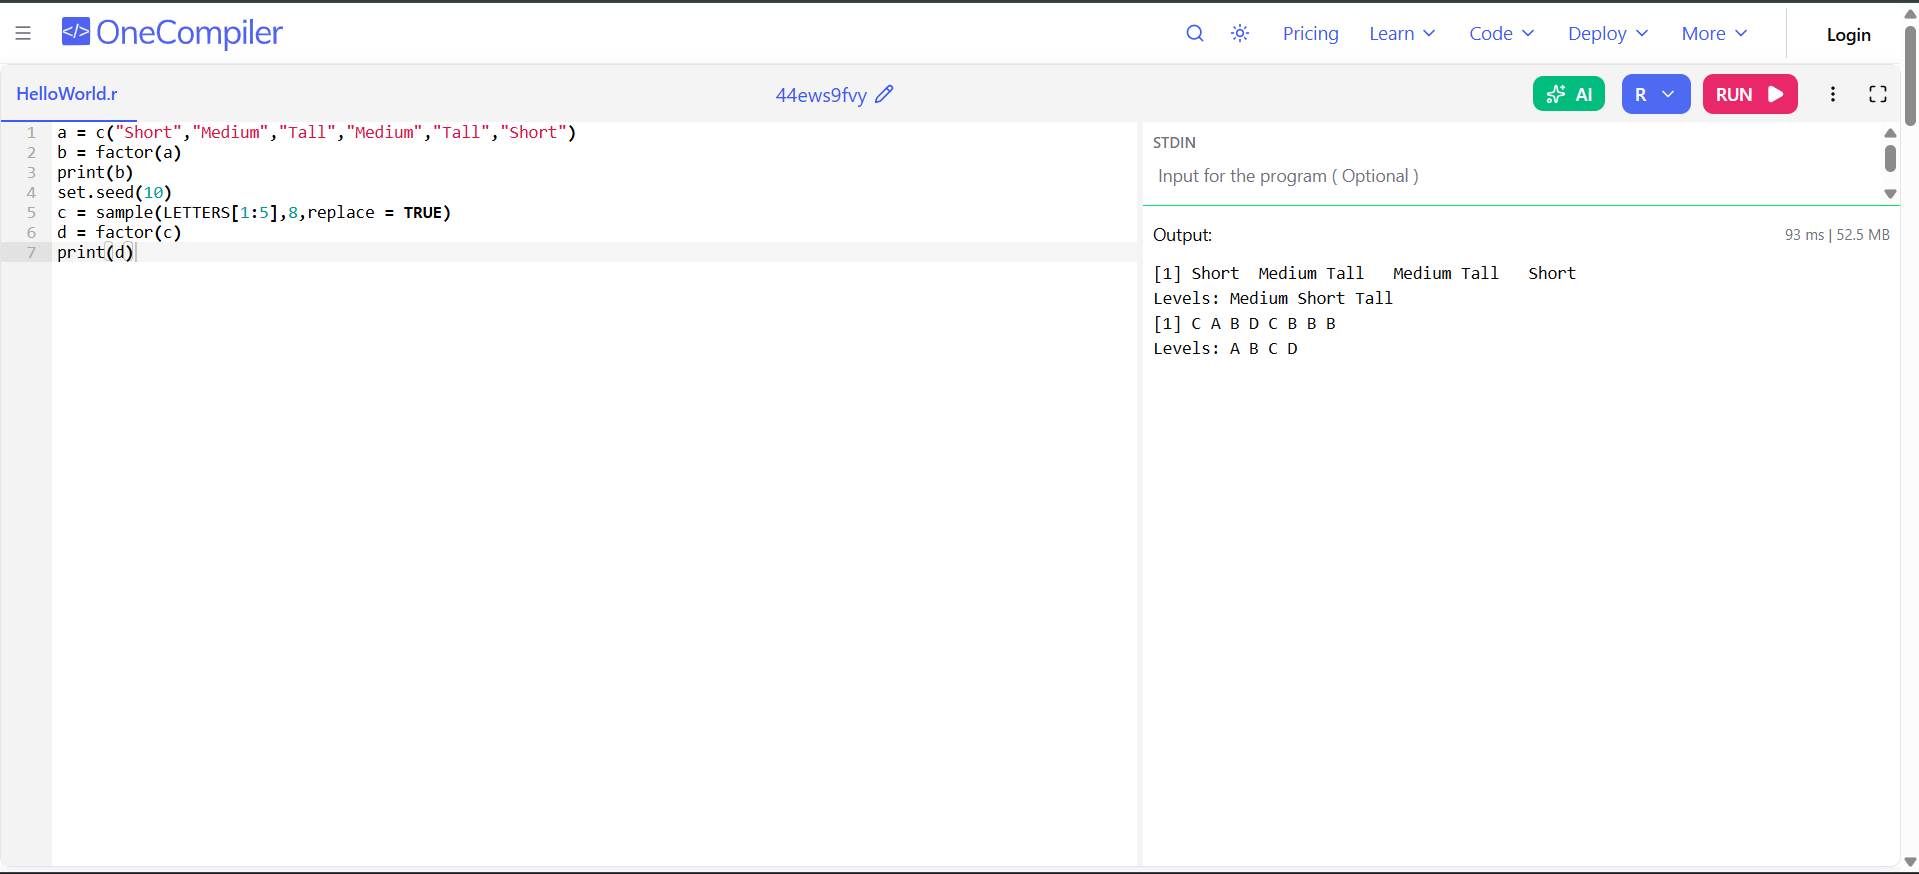 </> OneCompiler
Pricing Learn Code Deploy More Login
HelloWorld.r
44ews9fvy
AI R RUN
1 a = c("Short","Medium","Tall","Medium","Tall","Short")
2 b = factor(a)
3 print(b)
4 set.seed(10)
5 c = sample(LETTERS[1:5],8,replace = TRUE)
6 d = factor(c)
7 print(d)
STDIN
Input for the program ( Optional )
Output:
93 ms | 52.5 MB
[1] Short  Medium Tall   Medium Tall   Short
Levels: Medium Short Tall
[1] C A B D C B B B
Levels: A B C D